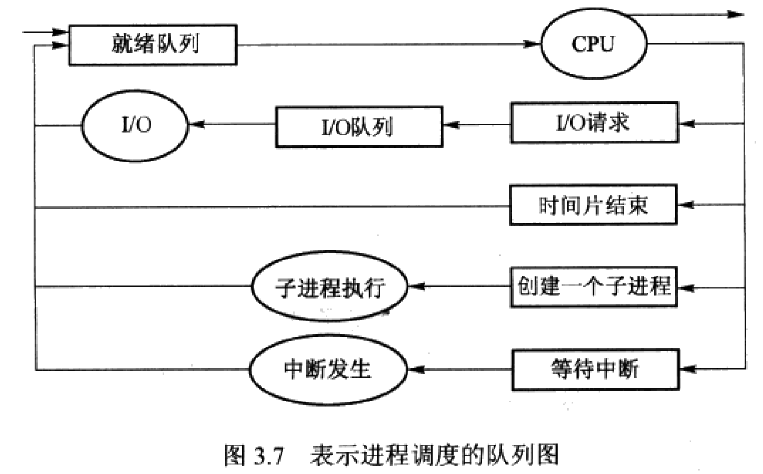 就绪队列
CPU
I/O
I/O队列
I/O请求
时间片结束
子进程执行
创建一个子进程
中断发生
等待中断
图 3.7 表示进程调度的队列图